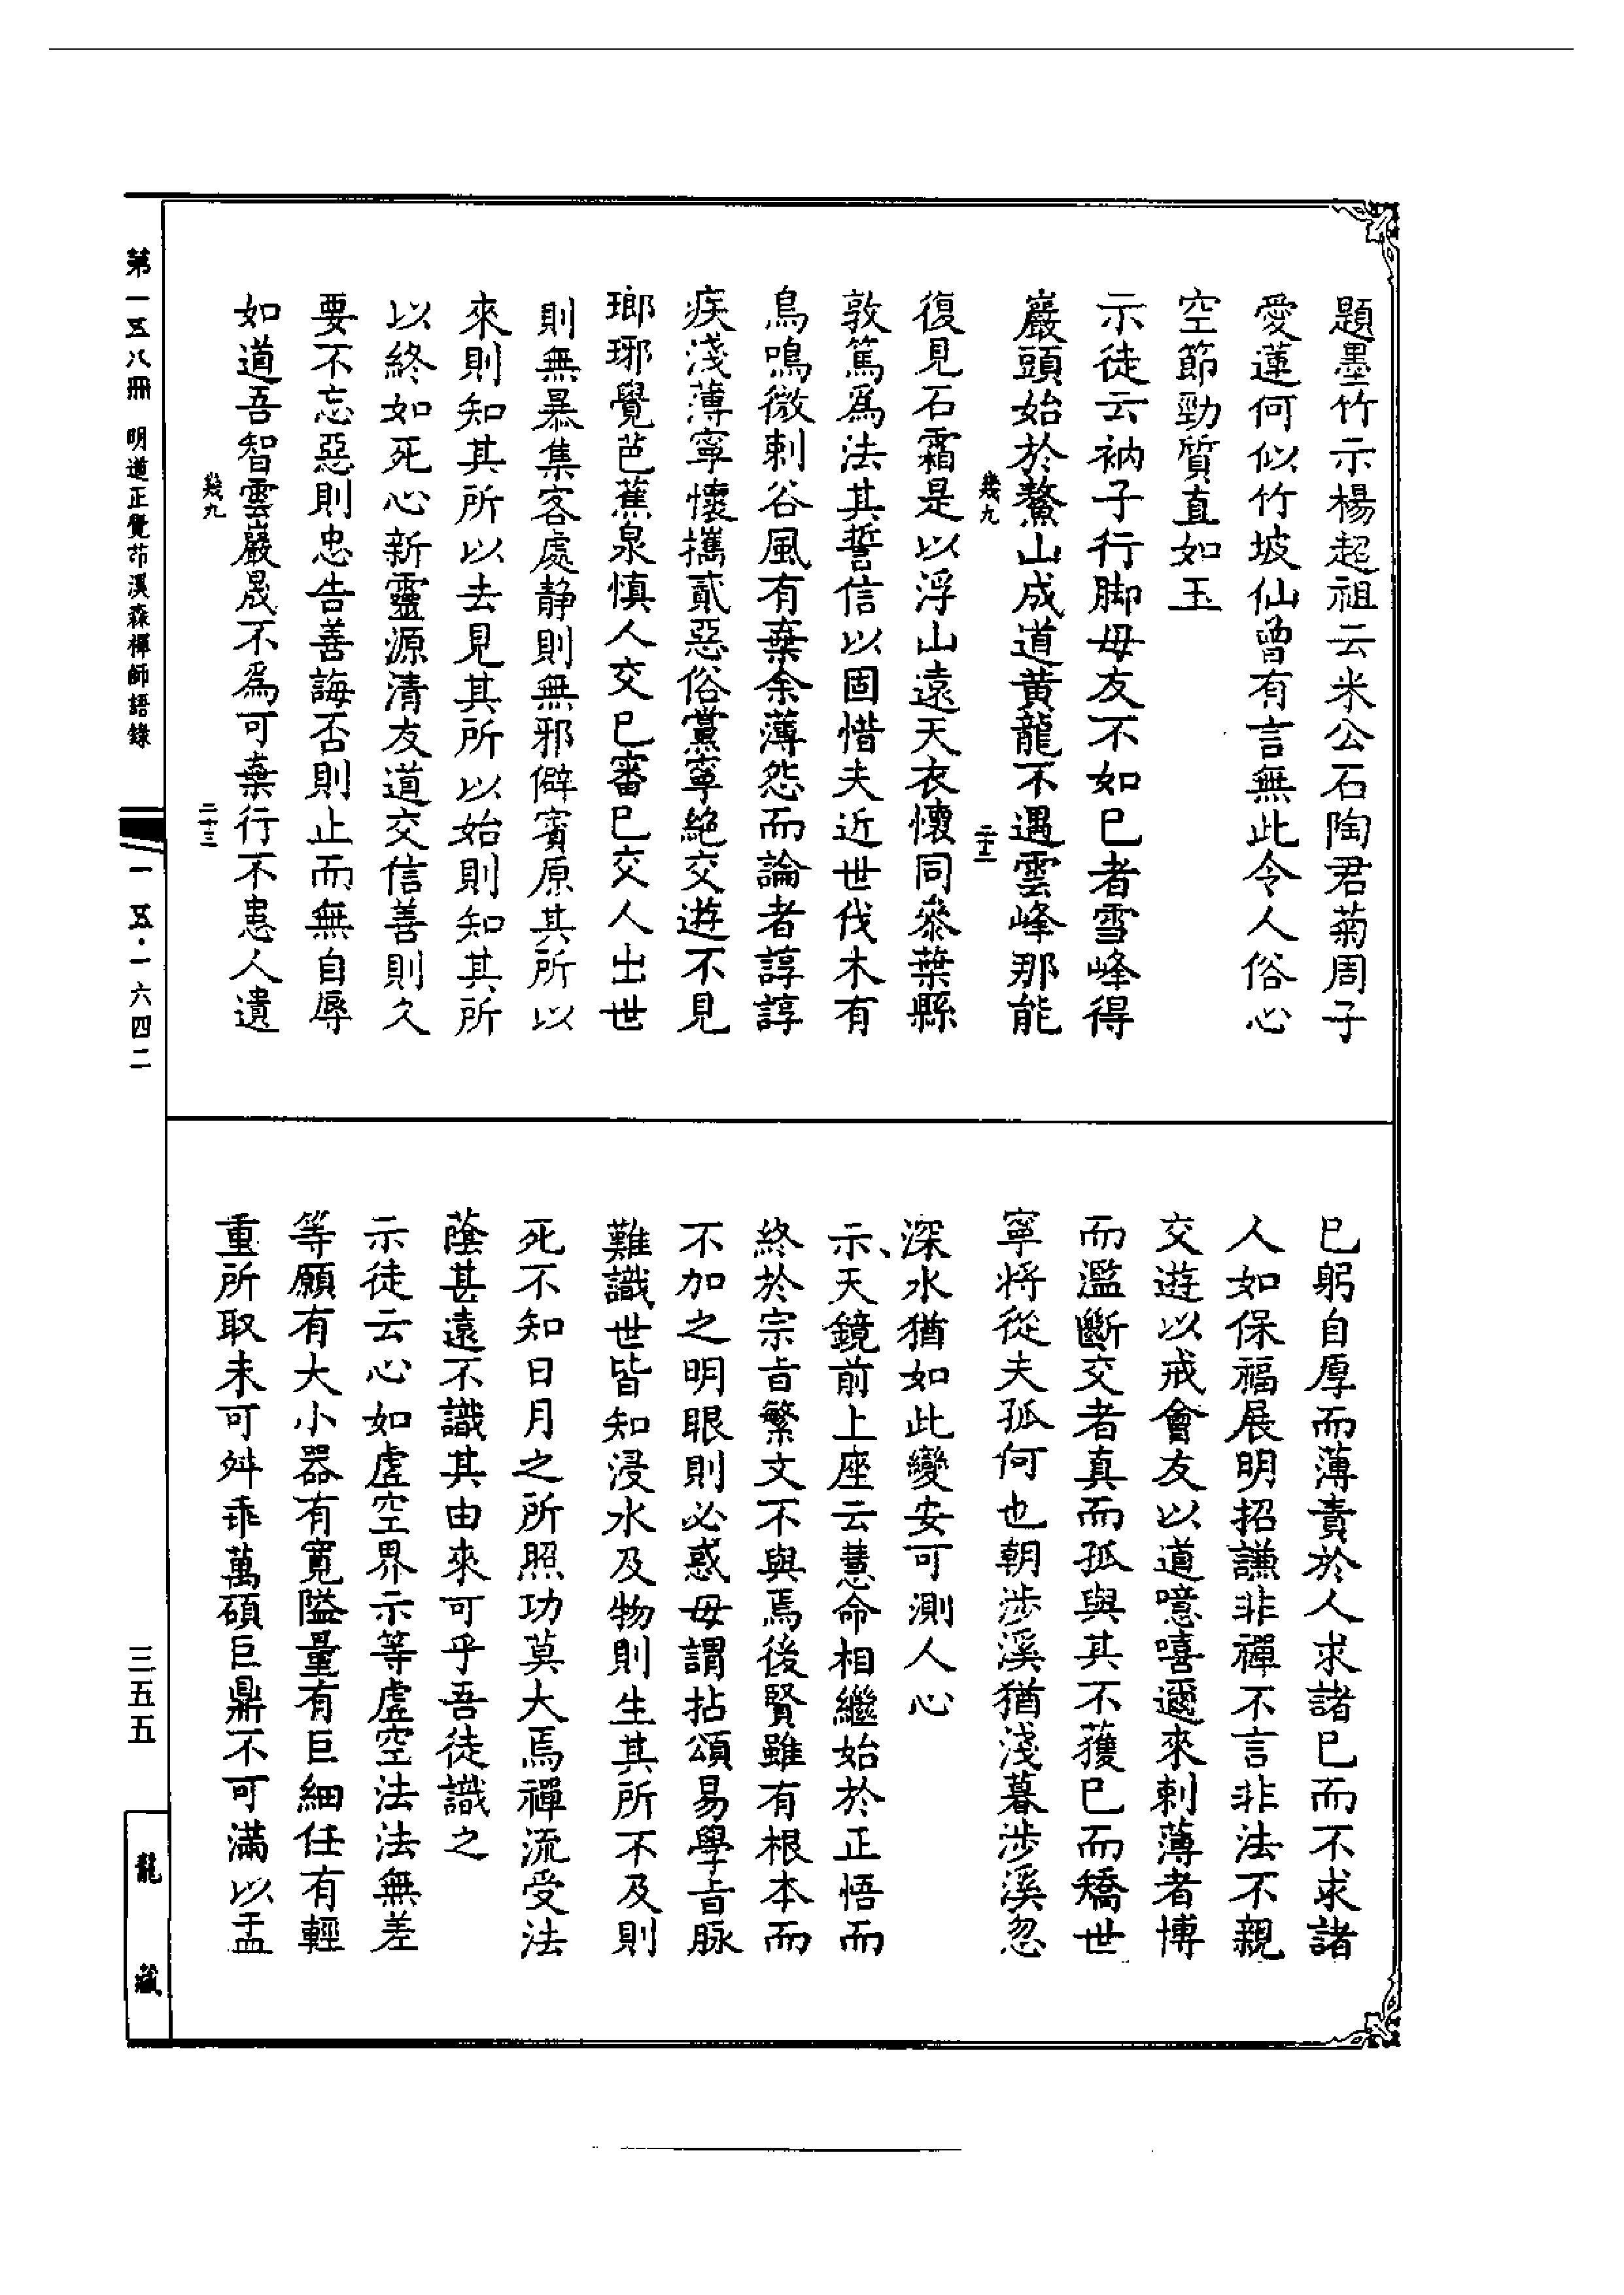 題墨竹示楊超祖云米公石陶君菊周子
愛蓮何似竹坡仙曾有言無此令人俗心
空節勁質直如玉
示徒云衲子行脚毋友不如已者雪峰得
巖頭始於鰲山成道黄龍不遇雲峰那能
幾九
二十二
復見石霜是以浮山遠天衣懷同叅葉縣
敦篤為法其誓信以固惜夫近世伐木有
鳥鳴微刺谷風有棄余薄怨而論者諄諄
疾淺薄寧懷攜貳惡俗黨寧絕交遊不見
瑯琊覺芭蕉泉慎人交已審已交人出世
則無暴集客處静則無邪僻賓原其所以
來則知其所以去見其所以始則知其所
以終如死心新靈源清友道交信善則久
要不忘惡則忠告善誨否則止而無自辱
如道吾智雲巖晟不為可棄行不恚人遺
幾九
二十三
已躬自厚而薄責於人求諸已而不求諸
人如保福展明招謙非禪不言非法不親
交遊以戒會友以道噫嘻邇來剌薄者博
而濫斷交者真而孤與其不獲已而矯世
寧將從夫孤何也朝涉溪猶淺暮涉溪忽
深水猶如此變安可測人心
示天鏡前上座云慧命相繼始於正悟而
終於宗旨繁文不與焉後賢雖有根本而
不加之明眼則必惑毋謂拈頌易學旨脉
難識世皆知浸水及物則生其所不及則
死不知日月之所照功莫大焉禪流受法
蔭甚遠不識其由來可乎吾徒識之
示徒云心如虛空界示等虛空法法無差
等願有大小器有寬隘量有巨細任有輕
重所取未可舛乖萬碩巨鼎不可滿以盂
第一五八冊 明道正覺茆溪森禪師語錄
一五·一六四二
三五五
龍藏